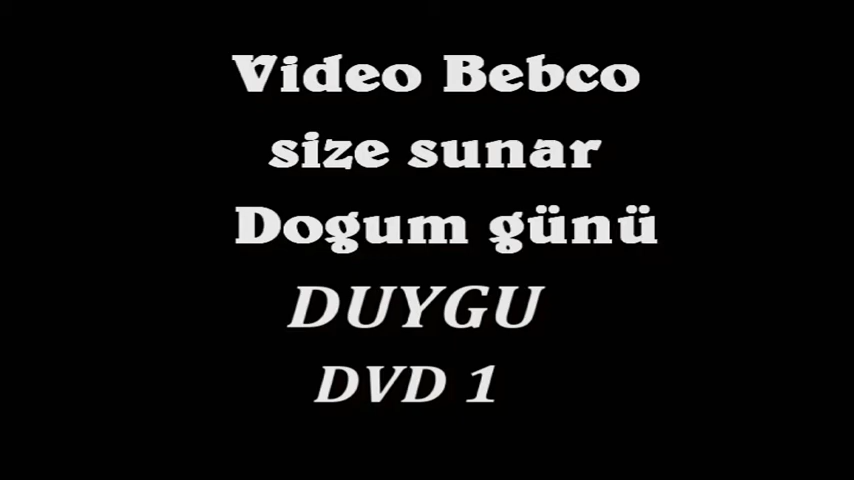 Video Bebco
size sunar
Dogum günü
DUYGU
DVD 1